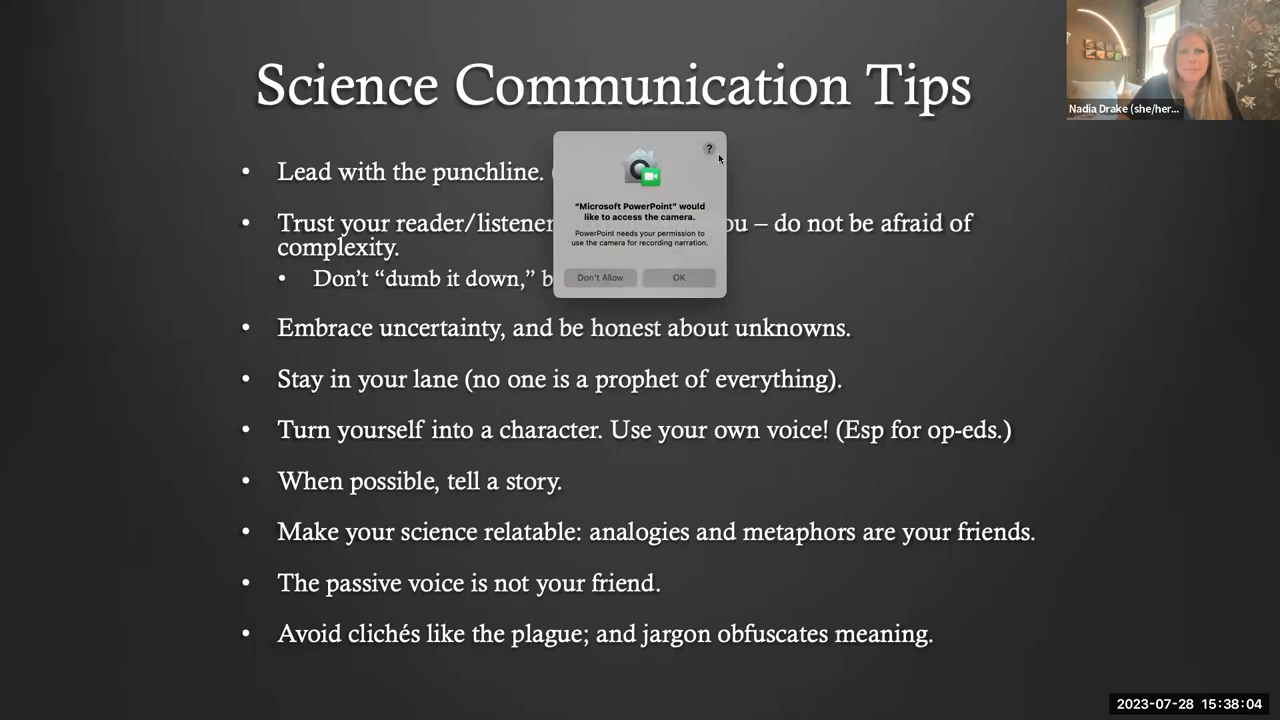 Science Communication Tips
Nadia Drake (she/her...
• Lead with the punchline. (
?
"Microsoft PowerPoint" would
like to access the camera.
PowerPoint needs your permission to
use the camera for recording narration.
Don't Allow OK
• Trust your reader/listener ou – do not be afraid of
complexity.
• Don't “dumb it down,” b
• Embrace uncertainty, and be honest about unknowns.
• Stay in your lane (no one is a prophet of everything).
• Turn yourself into a character. Use your own voice! (Esp for op-eds.)
• When possible, tell a story.
• Make your science relatable: analogies and metaphors are your friends.
• The passive voice is not your friend.
• Avoid clichés like the plague; and jargon obfuscates meaning.
2023-07-28 15:38:04